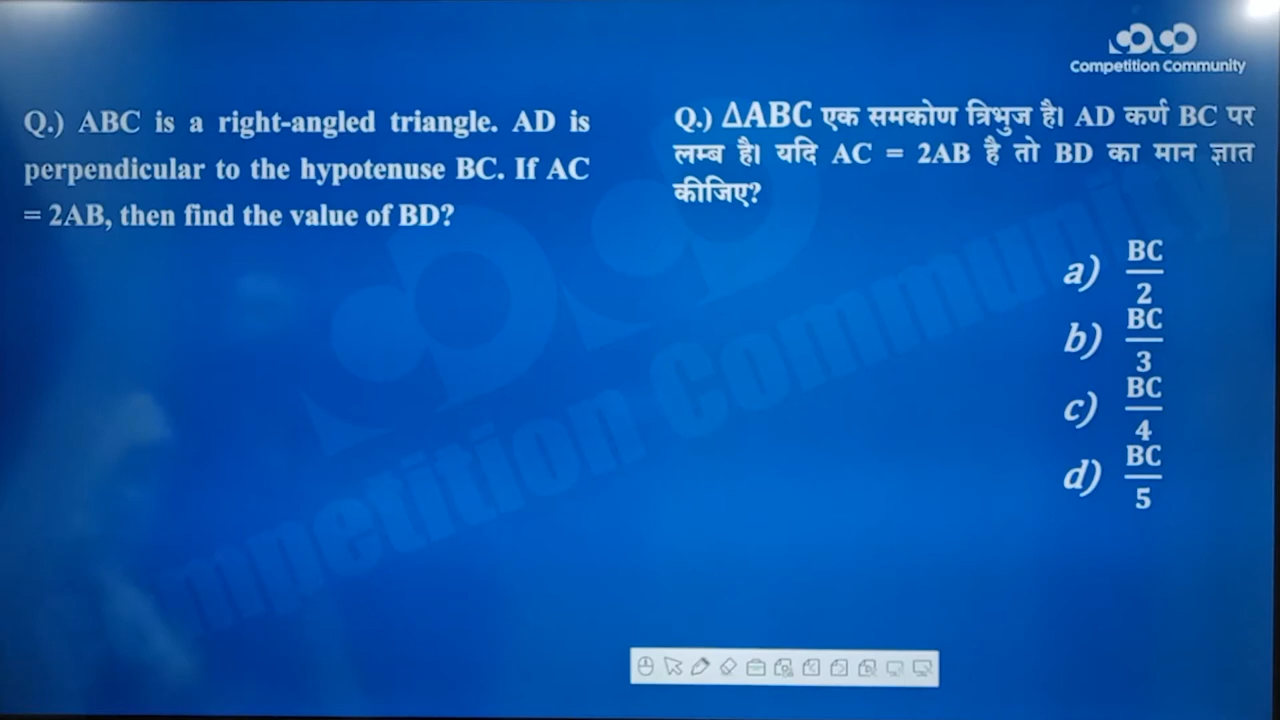 Competition Community
Q.) ABC is a right-angled triangle. AD is
perpendicular to the hypotenuse BC. If AC
= 2AB, then find the value of BD?
Q.) ΔABC एक समकोण त्रिभुज है। AD कर्ण BC पर
लम्ब है। यदि AC = 2AB है तो BD का मान ज्ञात
कीजिए?
a) BC/2
b) BC/3
c) BC/4
d) BC/5
mpetition Community